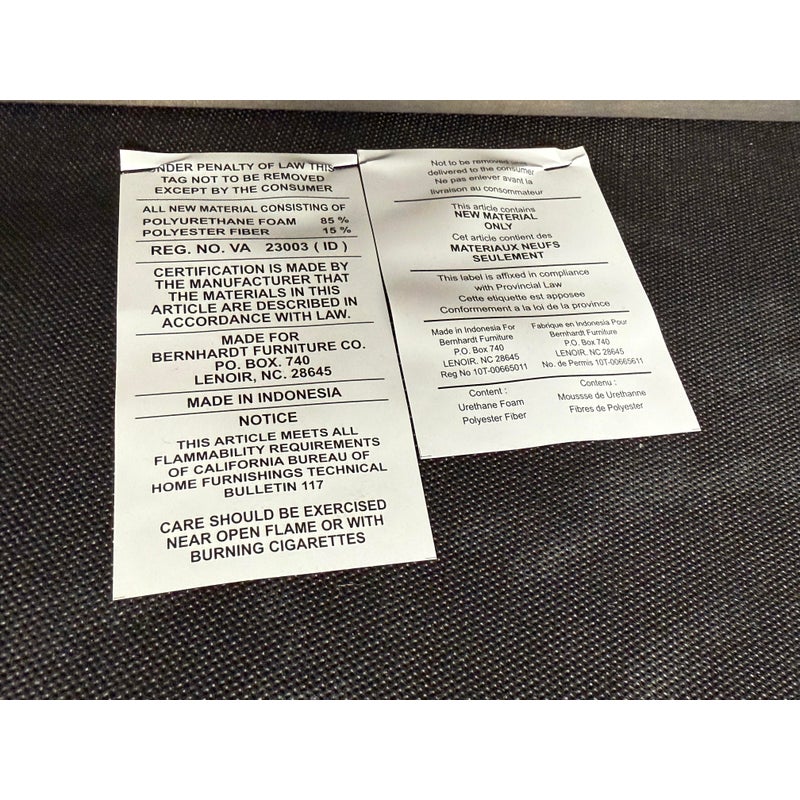 UNDER PENALTY OF LAW THIS
TAG NOT TO BE REMOVED
EXCEPT BY THE CONSUMER
ALL NEW MATERIAL CONSISTING OF
POLYURETHANE FOAM 85 %
POLYESTER FIBER 15 %
REG. NO. VA 23003 ( ID )
CERTIFICATION IS MADE BY
THE MANUFACTURER THAT
THE MATERIALS IN THIS
ARTICLE ARE DESCRIBED IN
ACCORDANCE WITH LAW.
MADE FOR
BERNHARDT FURNITURE CO.
PO. BOX. 740
LENOIR, NC. 28645
MADE IN INDONESIA
NOTICE
THIS ARTICLE MEETS ALL
FLAMMABILITY REQUIREMENTS
OF CALIFORNIA BUREAU OF
HOME FURNISHINGS TECHNICAL
BULLETIN 117
CARE SHOULD BE EXERCISED
NEAR OPEN FLAME OR WITH
BURNING CIGARETTES
Not to be removed until
delivered to the consumer
Ne pas enlever avant la
livraison au consommateur
This article contains
NEW MATERIAL
ONLY
Cet article contient des
MATERIAUX NEUFS
SEULEMENT
This label is affixed in compliance
with Provincial Law
Cette etiquette est apposee
Conformement a la loi de la province
Made in Indonesia For
Bernhardt Furniture
P.O. Box 740
LENOIR, NC 28645
Reg No 10T-00665011
Fabrique en Indonesia Pour
Bernhardt Furniture
P.O. Box 740
LENOIR, NC 28645
No. de Permis 10T-00665611
Content :
Urethane Foam
Polyester Fiber
Contenu :
Moussse de Urethanne
Fibres de Polyester